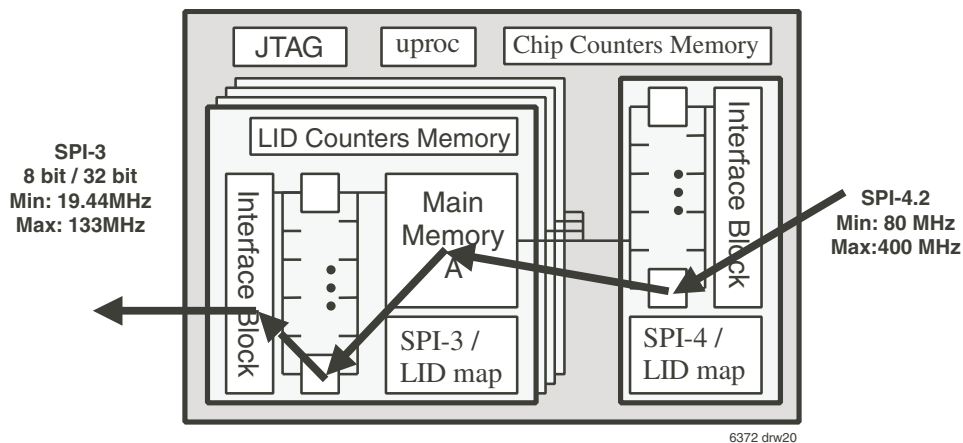 JTAG
uproc
Chip Counters Memory
LID Counters Memory
SPI-3
8 bit / 32 bit
Min: 19.44MHz
Max: 133MHz
Interface Block
Main
Memory
A
SPI-3 /
LID map
Interface Block
SPI-4 /
LID map
SPI-4.2
Min: 80 MHz
Max:400 MHz
6372 drw20